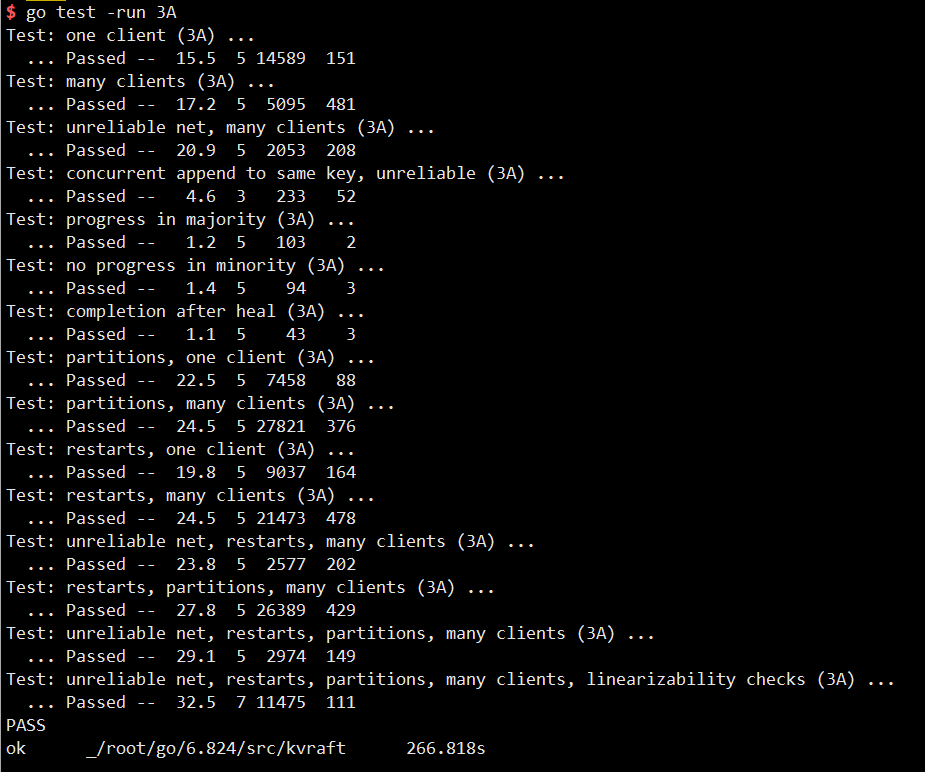 $ go test -run 3A
Test: one client (3A) ...
  ... Passed --  15.5  5 14589  151
Test: many clients (3A) ...
  ... Passed --  17.2  5  5095  481
Test: unreliable net, many clients (3A) ...
  ... Passed --  20.9  5  2053  208
Test: concurrent append to same key, unreliable (3A) ...
  ... Passed --   4.6  3   233   52
Test: progress in majority (3A) ...
  ... Passed --   1.2  5   103    2
Test: no progress in minority (3A) ...
  ... Passed --   1.4  5    94    3
Test: completion after heal (3A) ...
  ... Passed --   1.1  5    43    3
Test: partitions, one client (3A) ...
  ... Passed --  22.5  5  7458   88
Test: partitions, many clients (3A) ...
  ... Passed --  24.5  5 27821  376
Test: restarts, one client (3A) ...
  ... Passed --  19.8  5  9037  164
Test: restarts, many clients (3A) ...
  ... Passed --  24.5  5 21473  478
Test: unreliable net, restarts, many clients (3A) ...
  ... Passed --  23.8  5  2577  202
Test: restarts, partitions, many clients (3A) ...
  ... Passed --  27.8  5 26389  429
Test: unreliable net, restarts, partitions, many clients (3A) ...
  ... Passed --  29.1  5  2974  149
Test: unreliable net, restarts, partitions, many clients, linearizability checks (3A) ...
  ... Passed --  32.5  7 11475  111
PASS
ok      _/root/go/6.824/src/kvraft      266.818s